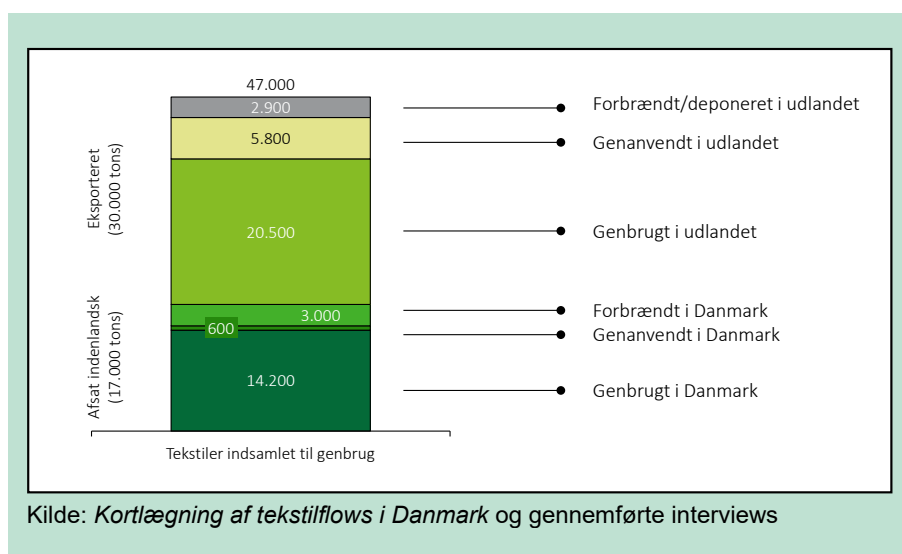 47.000
2.900
Forbrændt/deponeret i udlandet
5.800
Genanvendt i udlandet
Eksporteret
(30.000 tons)
20.500
Genbrugt i udlandet
3.000
Forbrændt i Danmark
600
Genanvendt i Danmark
Afsat indenlandsk
(17.000 tons)
14.200
Genbrugt i Danmark
Tekstiler indsamlet til genbrug
Kilde: Kortlægning af tekstilflows i Danmark og gennemførte interviews